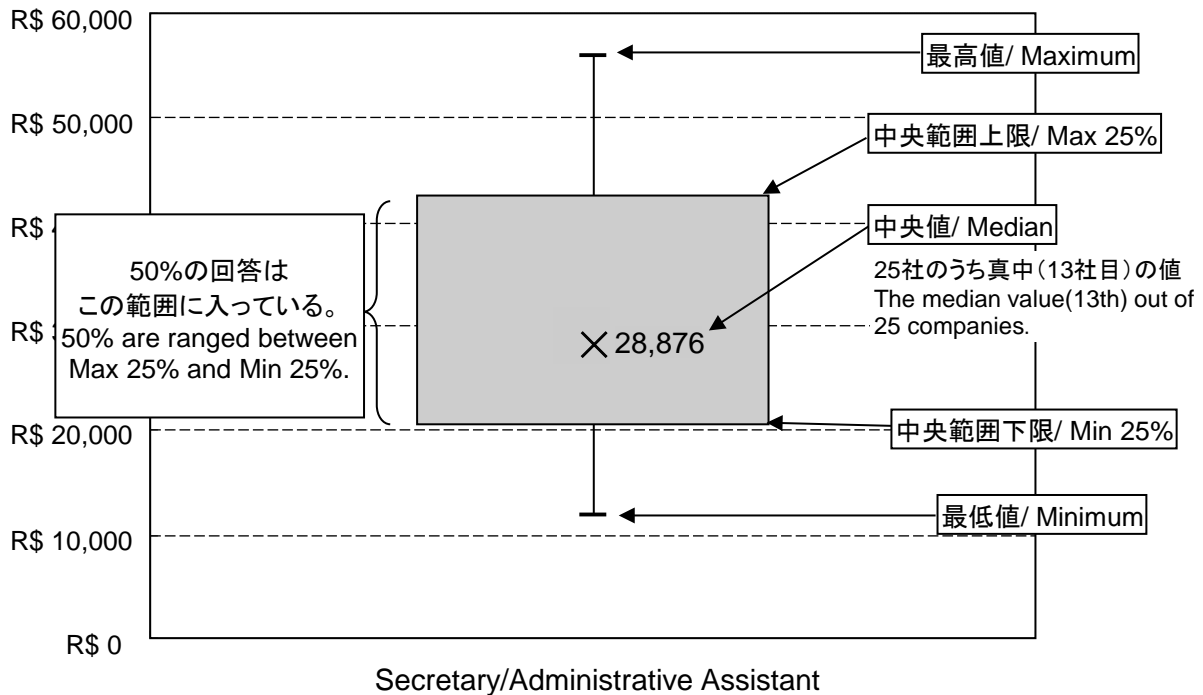 R$ 60,000
最高値/ Maximum
R$ 50,000
中央範囲上限/ Max 25%
中央値/ Median
25社のうち真中（13社目）の値
The median value(13th) out of
25 companies.
50%の回答は
この範囲に入っている。
50% are ranged between
Max 25% and Min 25%.
28,876
R$ 20,000
中央範囲下限/ Min 25%
最低値/ Minimum
R$ 10,000
R$ 0
Secretary/Administrative Assistant